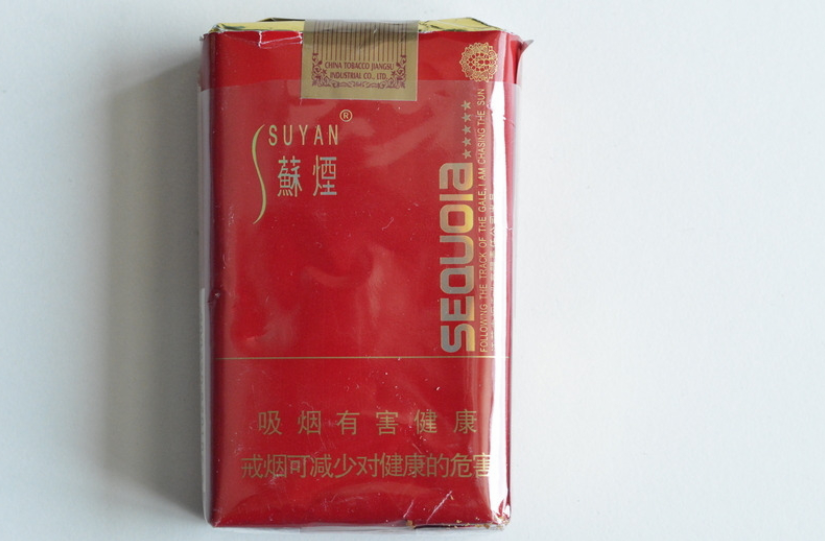 CHINA TOBACCO JIANGSU
INDUSTRIAL CO., LTD.
SUYAN®
蘇煙
SEQUOIA
FOLLOWING THE TRACK OF THE GALE, I AM CHASING THE SUN
吸烟有害健康
戒烟可减少对健康的危害